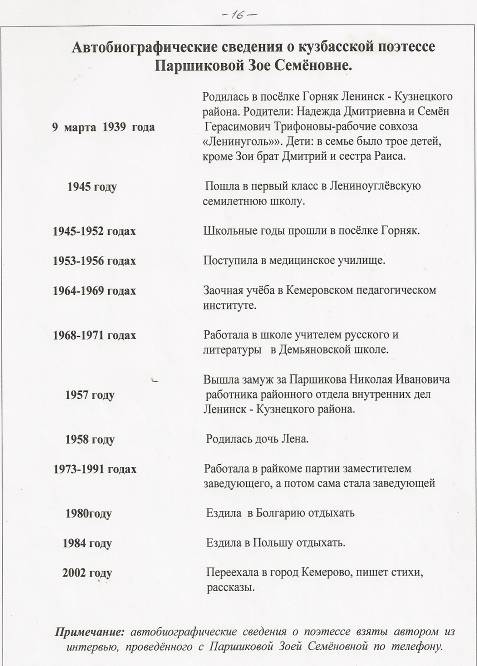 -16-
Автобиографические сведения о кузбасской поэтессе
Паршиковой Зое Семёновне.
Родилась в посёлке Горняк Ленинск - Кузнецкого
района. Родители: Надежда Дмитриевна и Семён
9 марта 1939 года Герасимович Трифоновы-рабочие совхоза
«Ленинуголь»». Дети: в семье было трое детей,
кроме Зои брат Дмитрий и сестра Раиса.
1945 году Пошла в первый класс в Лениноуглёвскую
семилетнюю школу.
1945-1952 годах Школьные годы прошли в посёлке Горняк.
1953-1956 годах Поступила в медицинское училище.
1964-1969 годах Заочная учёба в Кемеровском педагогическом
институте.
1968-1971 годах Работала в школе учителем русского и
литературы в Демьяновской школе.
Вышла замуж за Паршикова Николая Ивановича
1957 году работника районного отдела внутренних дел
Ленинск - Кузнецкого района.
1958 году Родилась дочь Лена.
1973-1991 годах Работала в райкоме партии заместителем
заведующего, а потом сама стала заведующей
1980году Ездила в Болгарию отдыхать
1984 году Ездила в Польшу отдыхать.
2002 году Переехала в город Кемерово, пишет стихи,
рассказы.
Примечание: автобиографические сведения о поэтессе взяты автором из
интервью, проведённого с Паршиковой Зоей Семёновной по телефону.